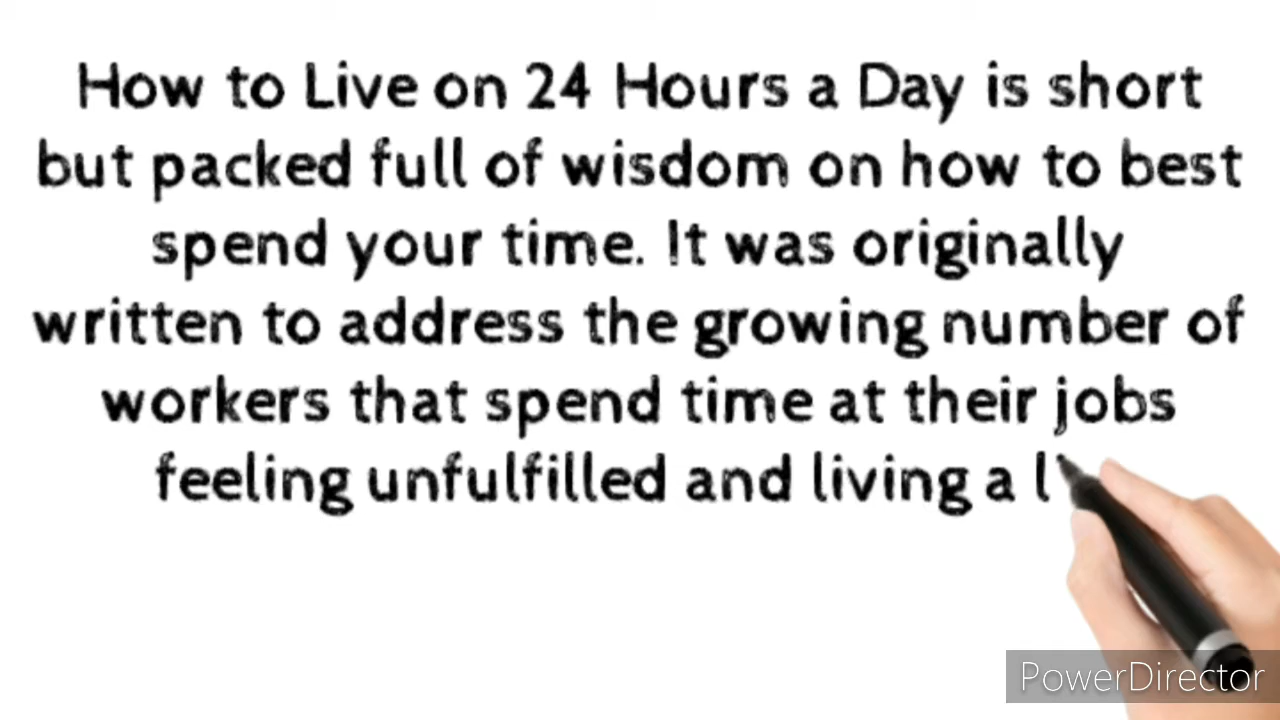 How to Live on 24 Hours a Day is short
but packed full of wisdom on how to best
spend your time. It was originally
written to address the growing number of
workers that spend time at their jobs
feeling unfulfilled and living a l
PowerDirector